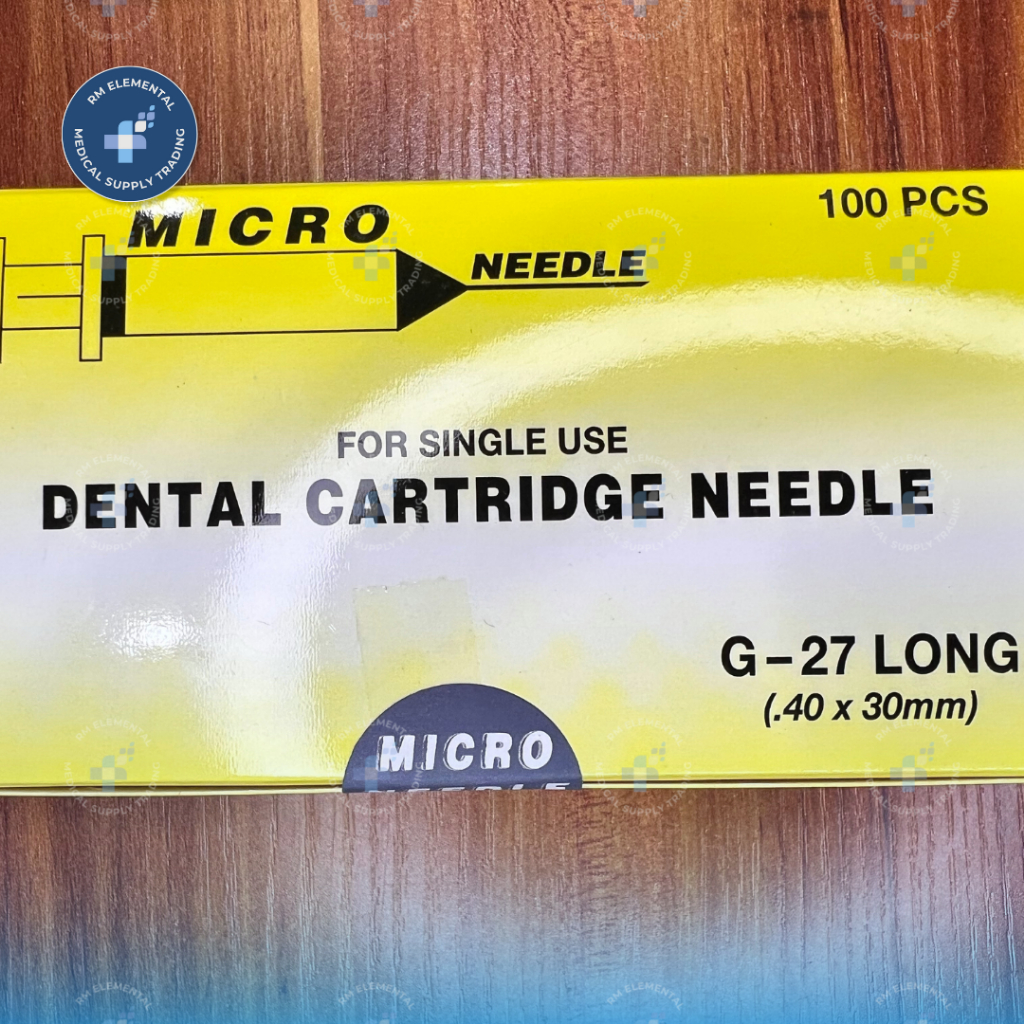 RM ELEMENTAL
MEDICAL SUPPLY TRADING
100 PCS
MICRO
NEEDLE
FOR SINGLE USE
DENTAL CARTRIDGE NEEDLE
G-27 LONG
(.40 x 30mm)
MICRO